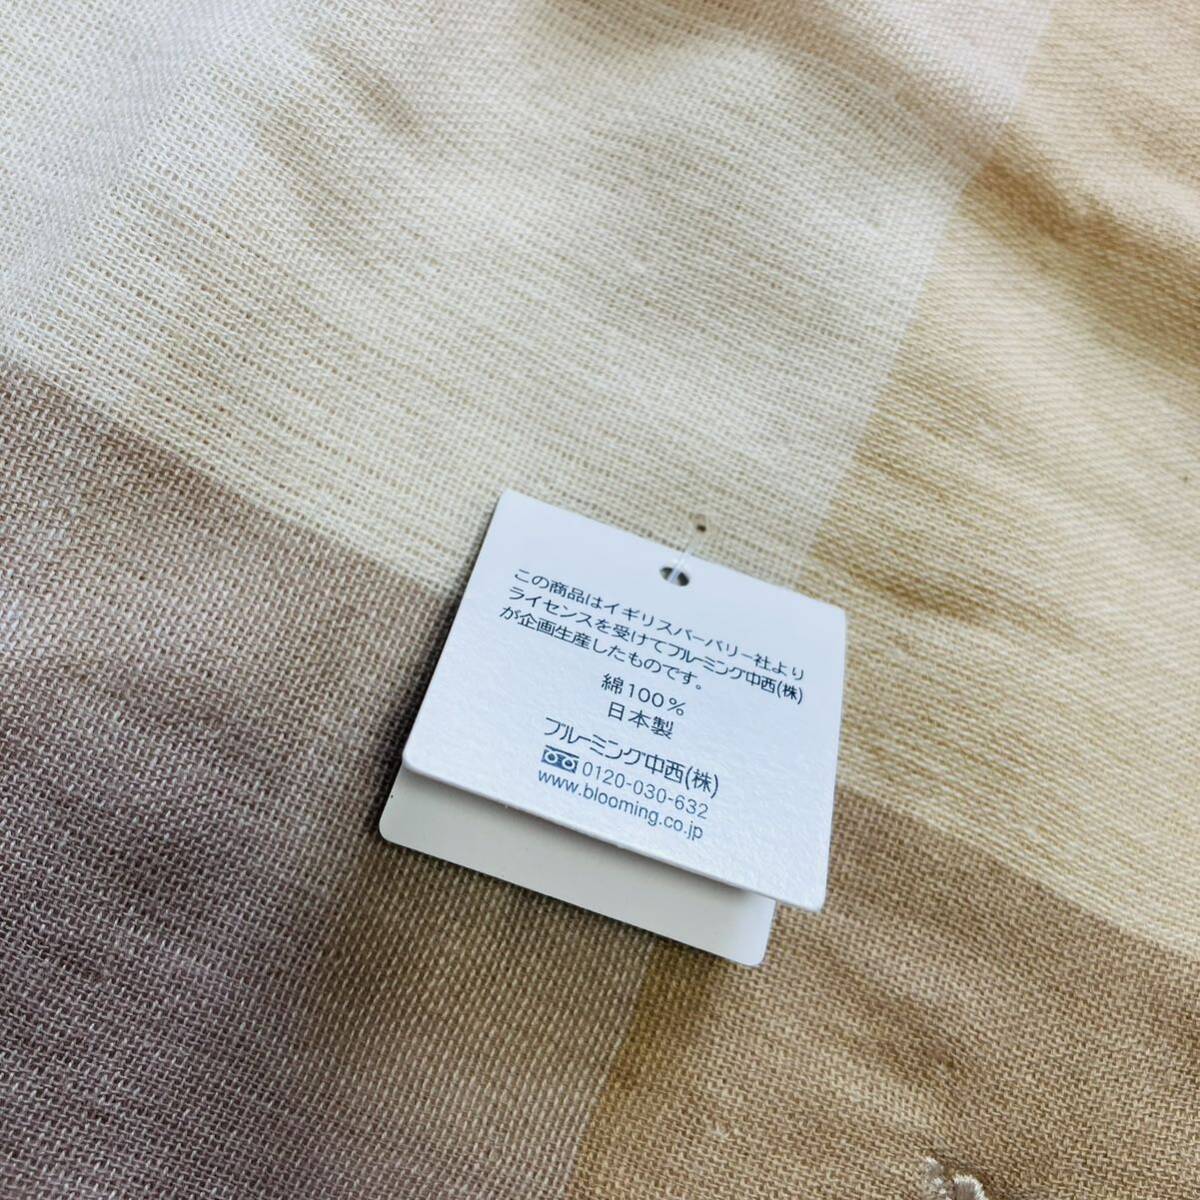 この商品はイギリスバーバリー社より
ライセンスを受けてブルーミング中西(株)
が企画生産したものです。
綿100%
日本製
ブルーミング中西(株)
0120-030-632
www.blooming.co.jp